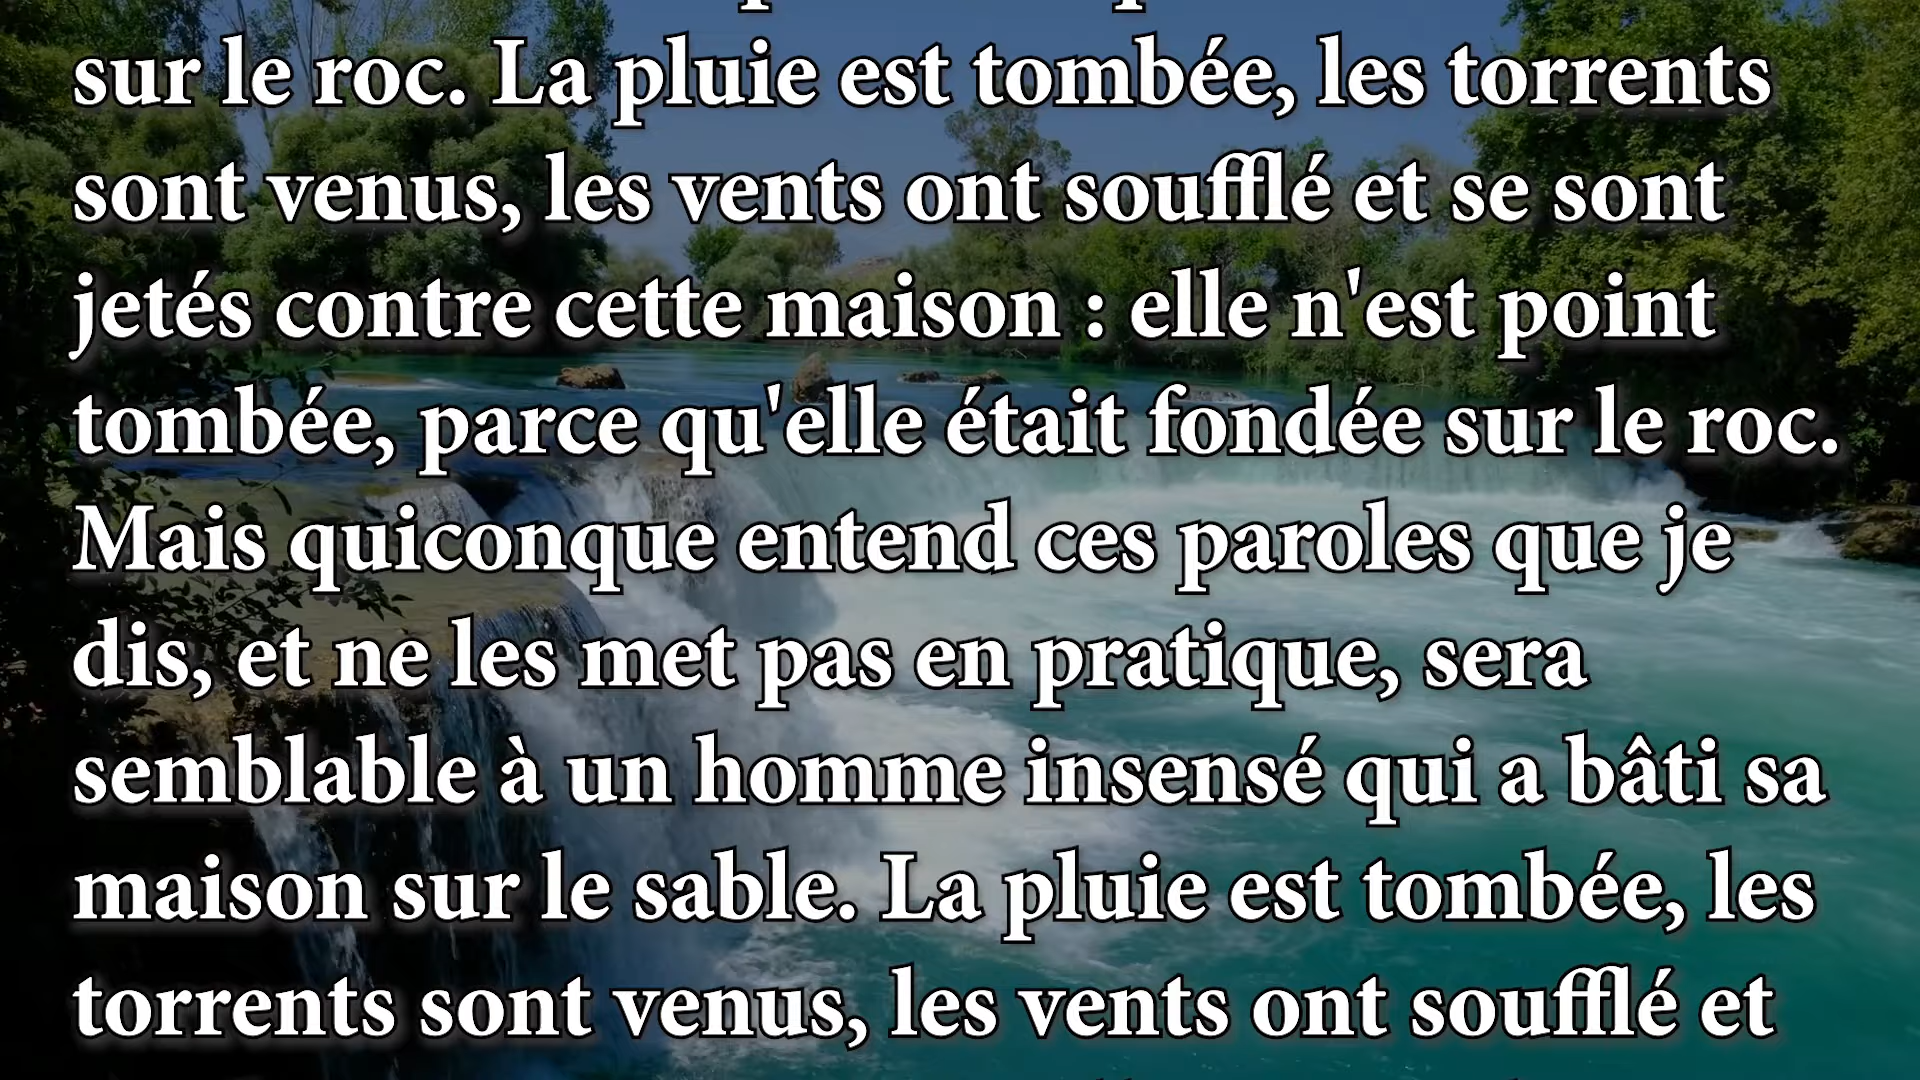 sur le roc. La pluie est tombée, les torrents
sont venus, les vents ont soufflé et se sont
jetés contre cette maison : elle n'est point
tombée, parce qu'elle était fondée sur le roc.
Mais quiconque entend ces paroles que je
dis, et ne les met pas en pratique, sera
semblable à un homme insensé qui a bâti sa
maison sur le sable. La pluie est tombée, les
torrents sont venus, les vents ont soufflé et